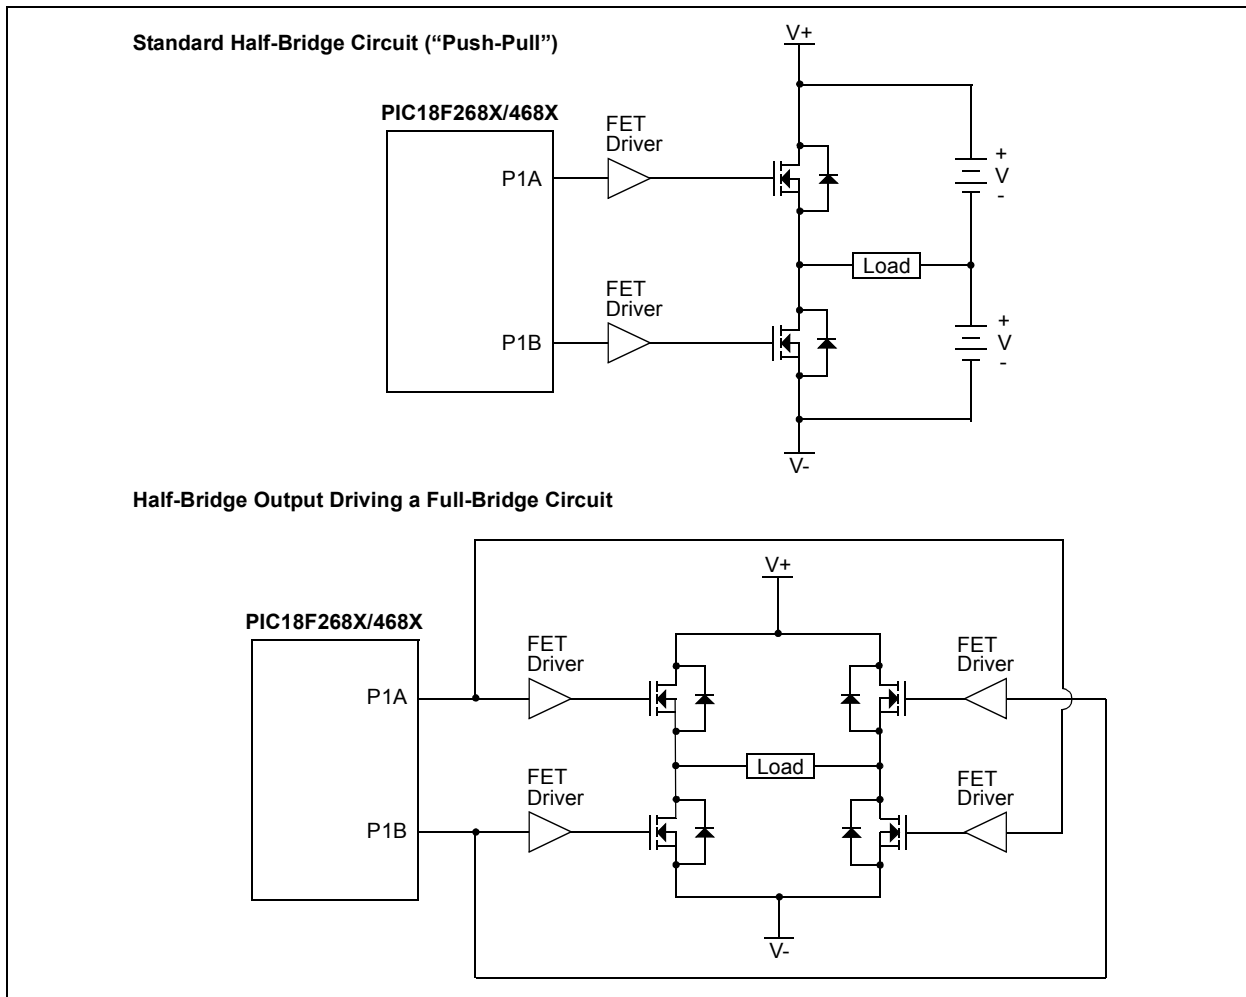 Standard Half-Bridge Circuit (“Push-Pull”)
V+
PIC18F268X/468X
FET
Driver
P1A
+
V
-
Load
FET
Driver
P1B
+
V
-
V-
Half-Bridge Output Driving a Full-Bridge Circuit
V+
PIC18F268X/468X
FET
Driver
FET
Driver
P1A
Load
FET
Driver
FET
Driver
P1B
V-